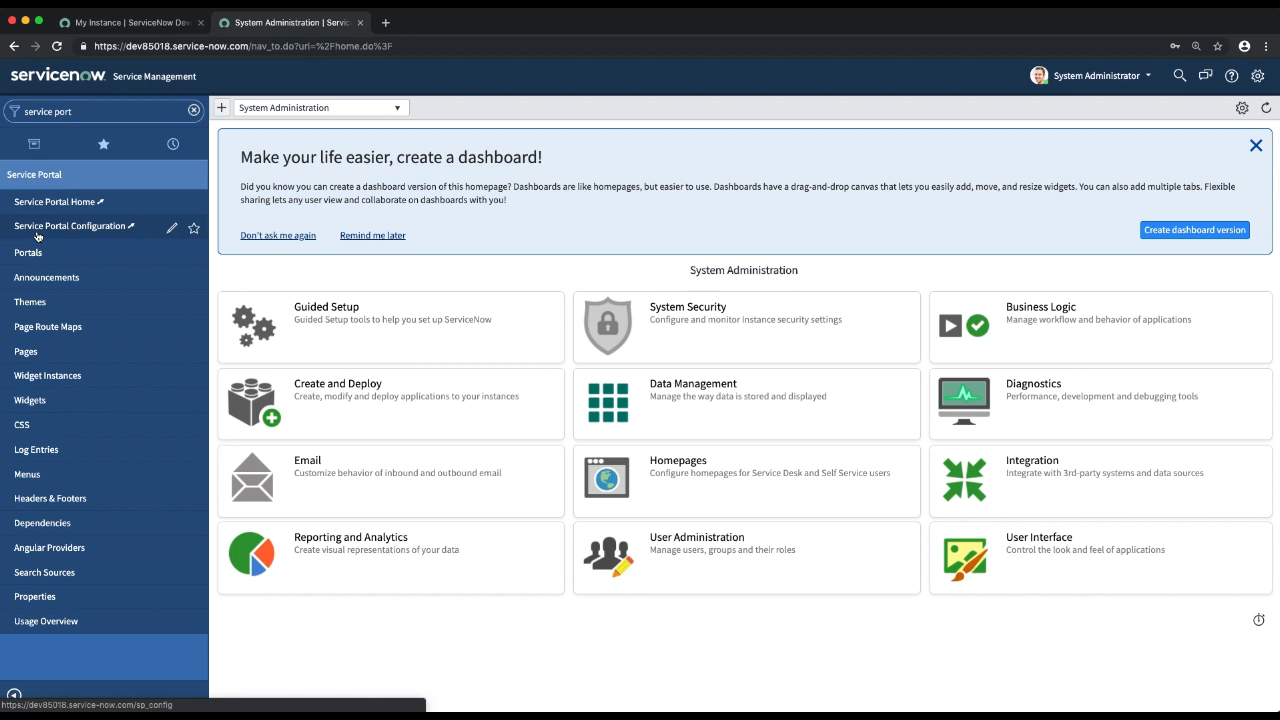 My Instance | ServiceNow Dev
System Administration | Servic
https://dev85018.service-now.com/nav_to.do?uri=%2Fhome.do%3F
servicenow Service Management
System Administrator
service port
System Administration
Make your life easier, create a dashboard!
Did you know you can create a dashboard version of this homepage? Dashboards are like homepages, but easier to use. Dashboards have a drag-and-drop canvas that lets you easily add, move, and resize widgets. You can also add multiple tabs. Flexible
sharing lets any user view and collaborate on dashboards with you!
Don't ask me again
Remind me later
Create dashboard version
Service Portal
Service Portal Home
Service Portal Configuration
Portals
Announcements
Themes
Page Route Maps
Pages
Widget Instances
Widgets
CSS
Log Entries
Menus
Headers & Footers
Dependencies
Angular Providers
Search Sources
Properties
Usage Overview
System Administration
Guided Setup
Guided Setup tools to help you set up ServiceNow
System Security
Configure and monitor Instance security settings
Business Logic
Manage workflow and behavior of applications
Create and Deploy
Create, modify and deploy applications to your instances
Data Management
Manage the way data is stored and displayed
Diagnostics
Performance, development and debugging tools
Email
Customize behavior of inbound and outbound email
Homepages
Configure homepages for Service Desk and Self Service users
Integration
Integrate with 3rd-party systems and data sources
Reporting and Analytics
Create visual representations of your data
User Administration
Manage users, groups and their roles
User Interface
Control the look and feel of applications
https://dev85018.service-now.com/sp_config